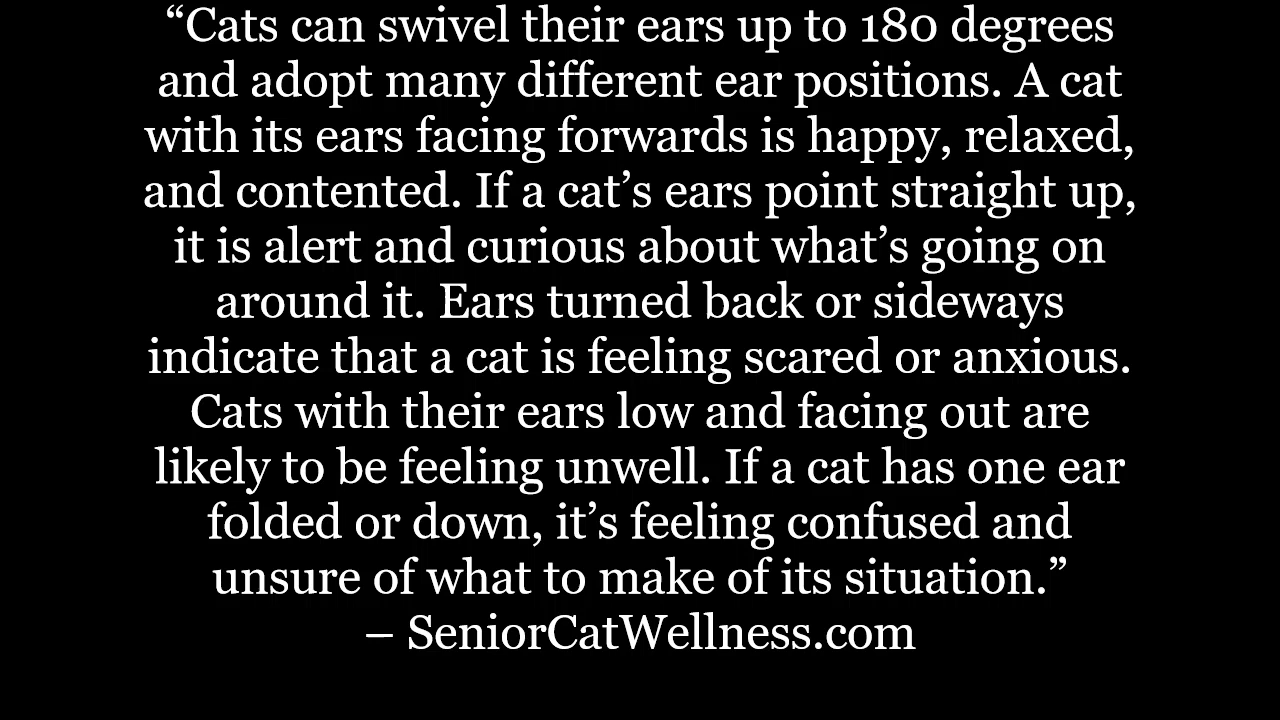 “Cats can swivel their ears up to 180 degrees
and adopt many different ear positions. A cat
with its ears facing forwards is happy, relaxed,
and contented. If a cat’s ears point straight up,
it is alert and curious about what’s going on
around it. Ears turned back or sideways
indicate that a cat is feeling scared or anxious.
Cats with their ears low and facing out are
likely to be feeling unwell. If a cat has one ear
folded or down, it’s feeling confused and
unsure of what to make of its situation.”
– SeniorCatWellness.com